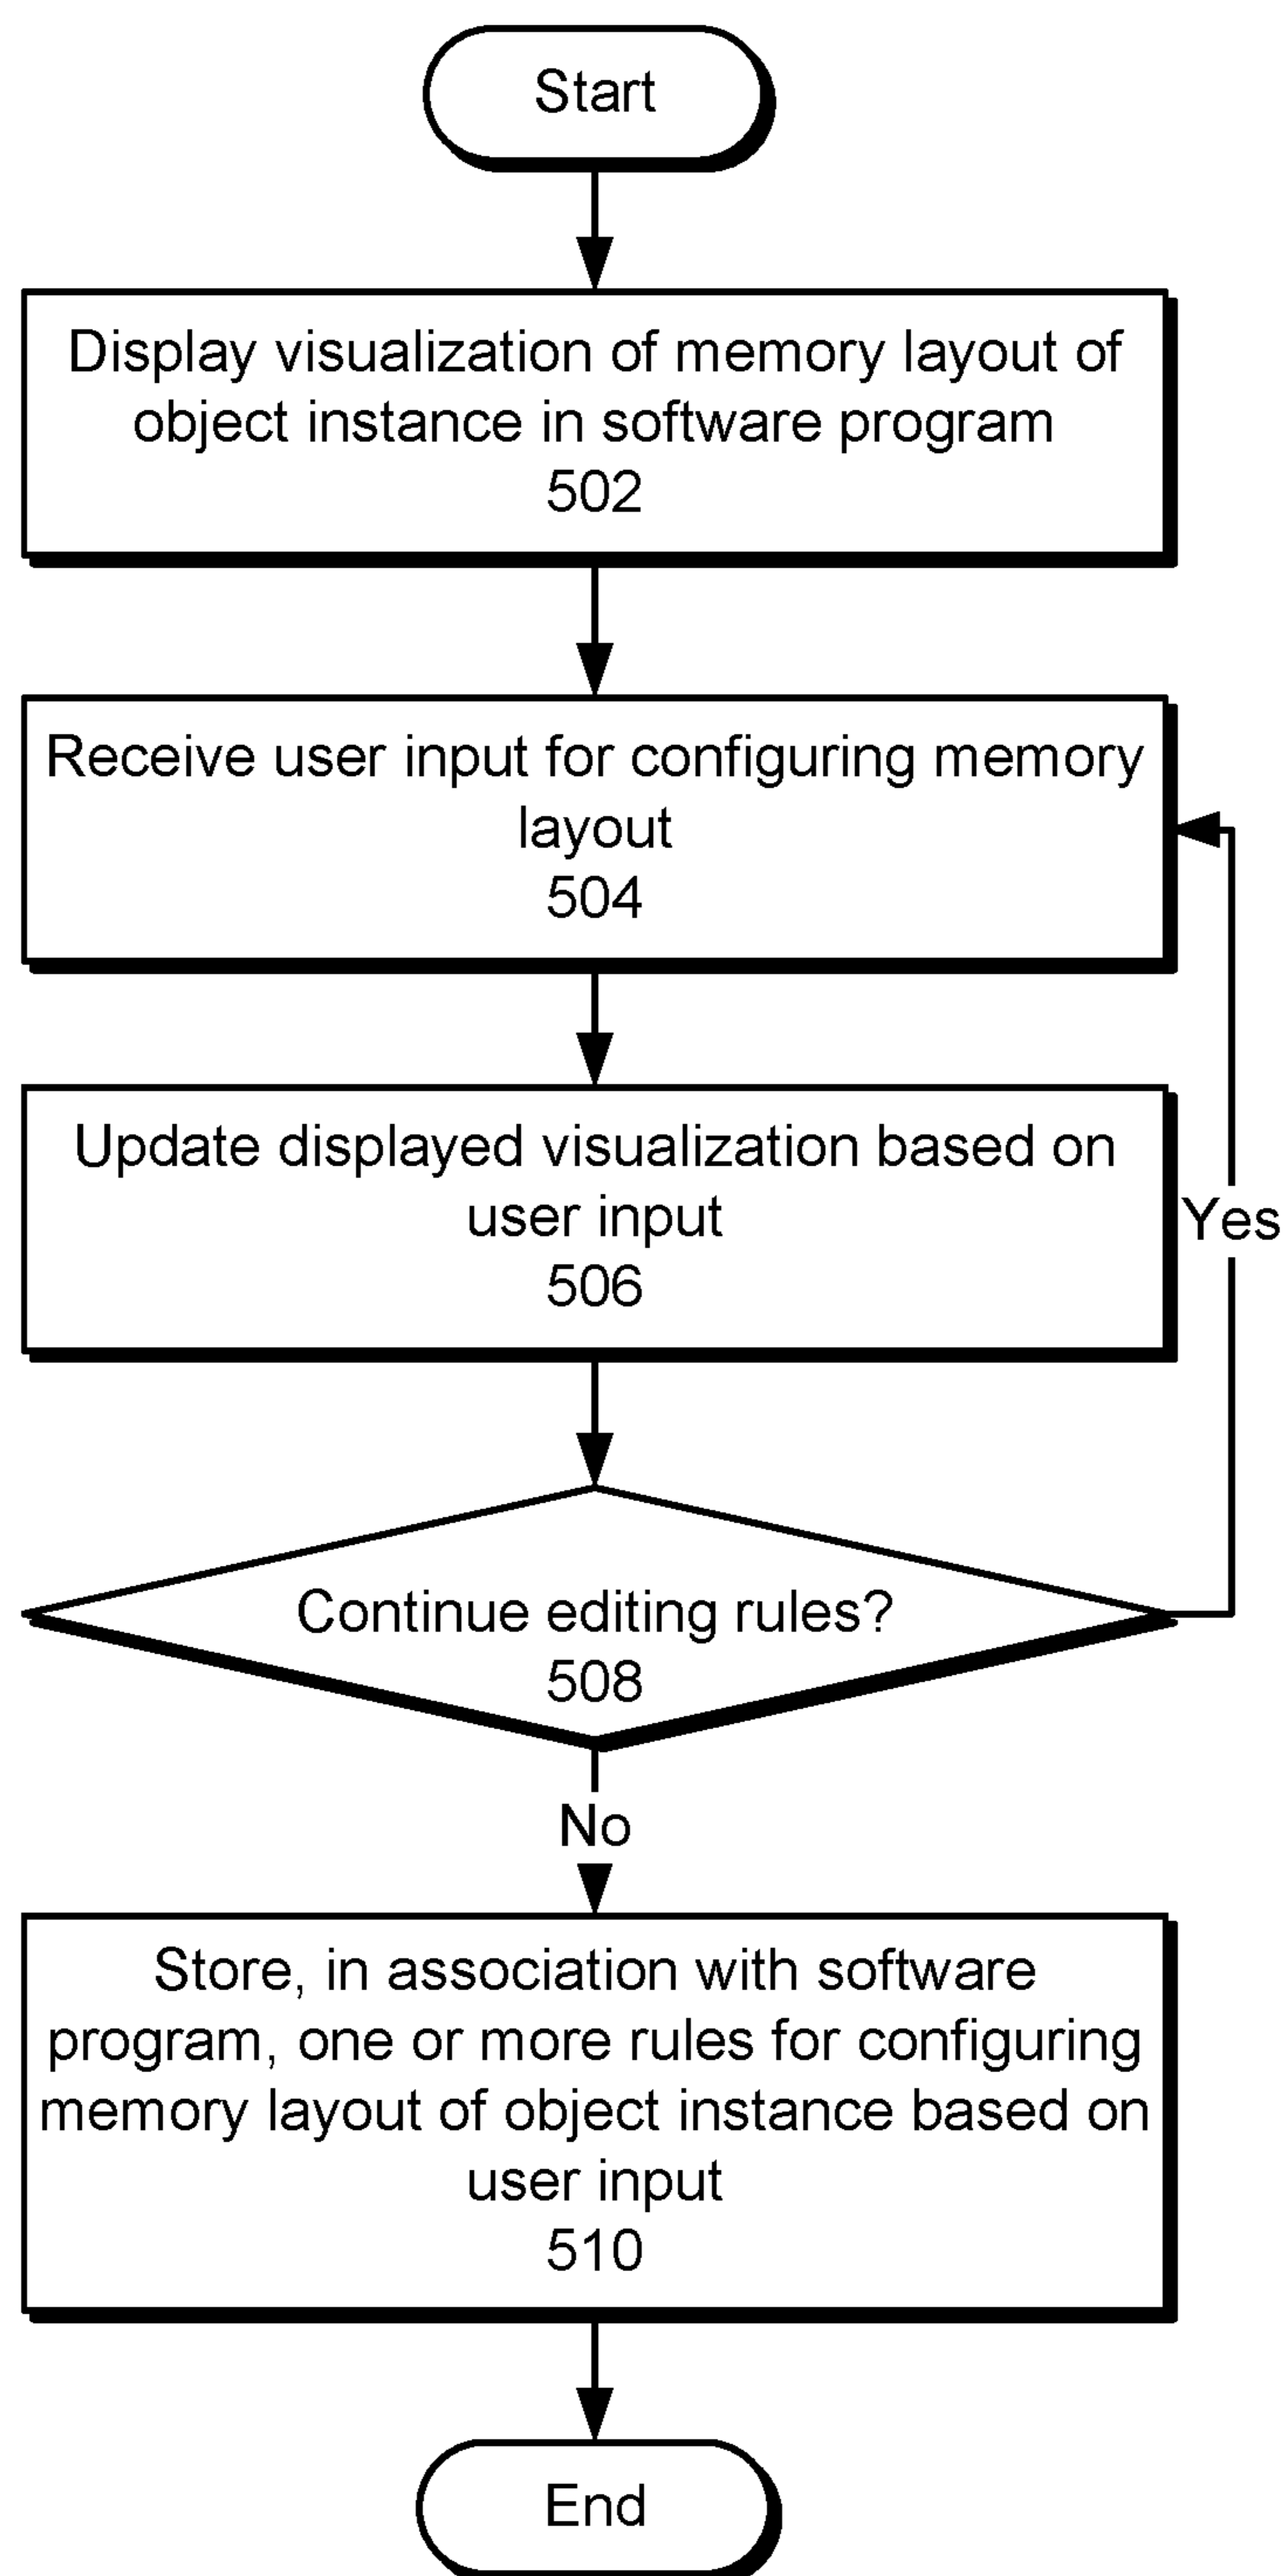 Start
Display visualization of memory layout of
object instance in software program
502
Receive user input for configuring memory
layout
504
Update displayed visualization based on
user input
506
Yes
Continue editing rules?
508
No
Store, in association with software
program, one or more rules for configuring
memory layout of object instance based on
user input
510
End